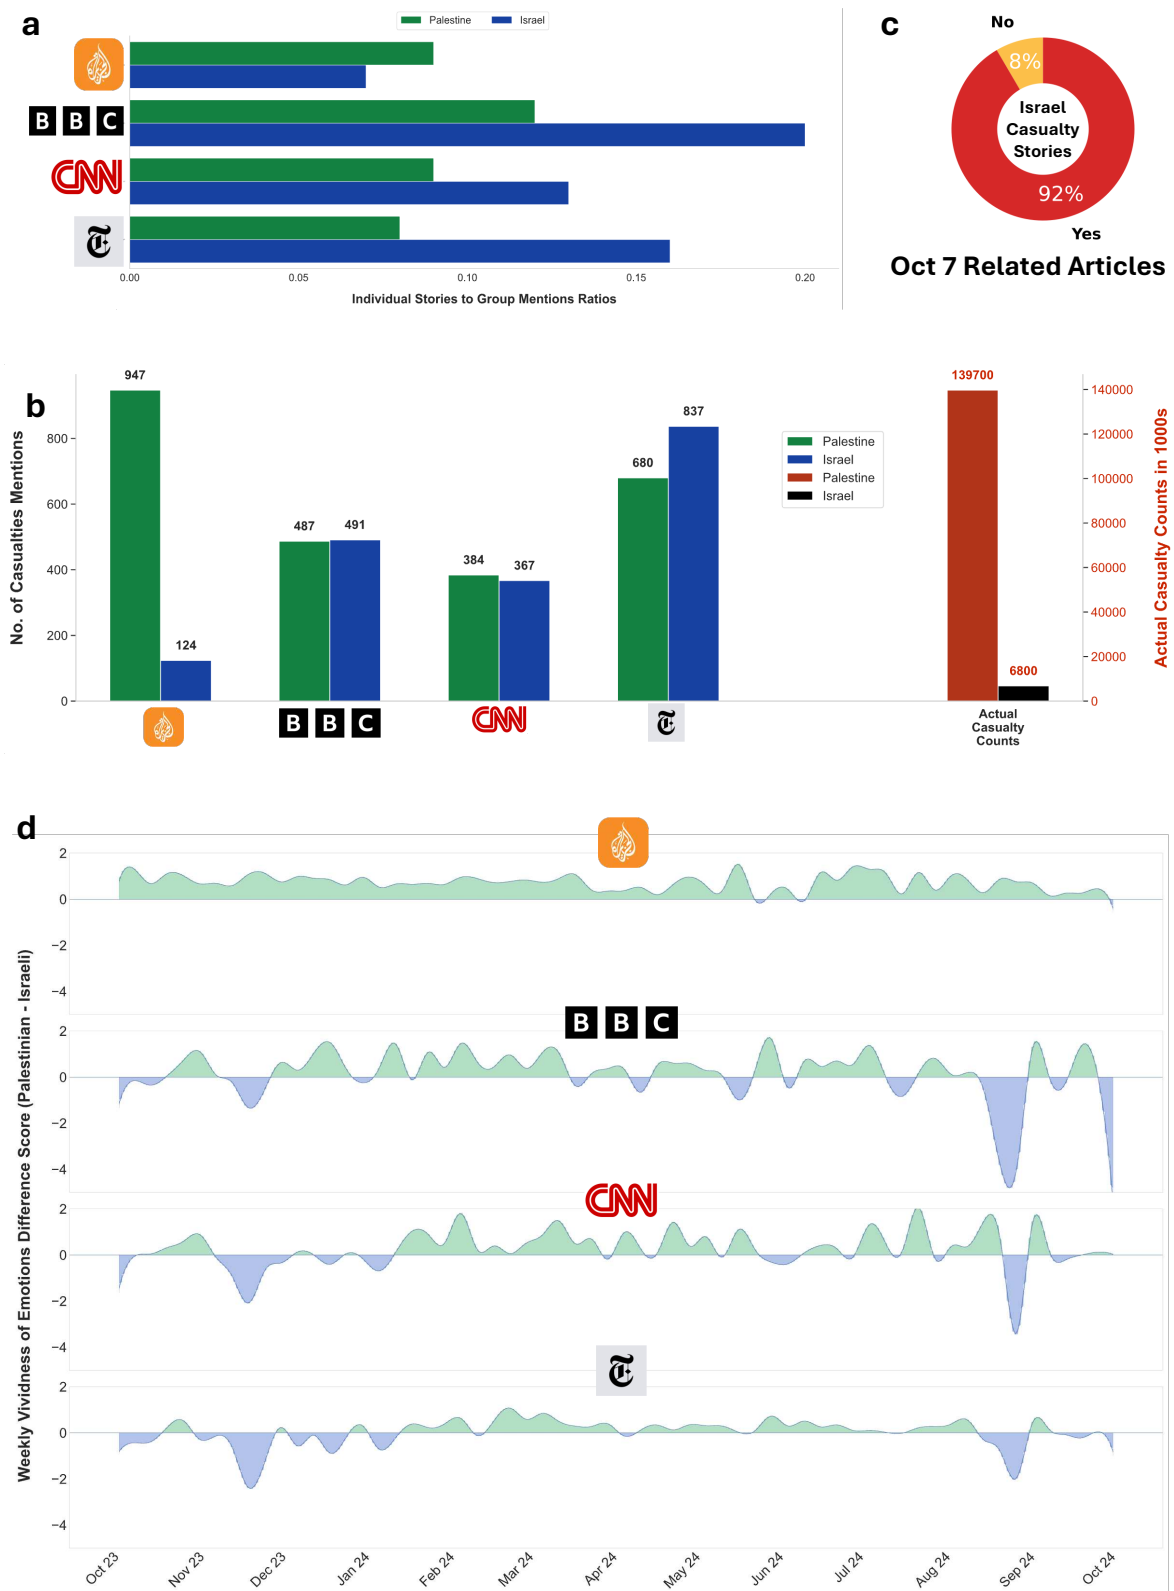 a
Palestine
Israel
BBC
CNN
T
0.00
0.05
0.10
0.15
0.20
Individual Stories to Group Mentions Ratios
c
No
8%
Israel
Casualty
Stories
92%
Yes
Oct 7 Related Articles
b
No. of Casualties Mentions
800
600
400
200
0
947
124
487
491
384
367
680
837
BBC
CNN
T
Palestine
Israel
Palestine
Israel
139700
6800
Actual
Casualty
Counts
140000
120000
100000
80000
60000
40000
20000
0
Actual Casualty Counts in 1000s
d
Weekly Vividness of Emotions Difference Score (Palestinian - Israeli)
2
0
−2
−4
BBC
2
0
−2
−4
CNN
2
0
−2
−4
T
2
0
−2
−4
Oct 23
Nov 23
Dec 23
Jan 24
Feb 24
Mar 24
Apr 24
May 24
Jun 24
Jul 24
Aug 24
Sep 24
Oct 24